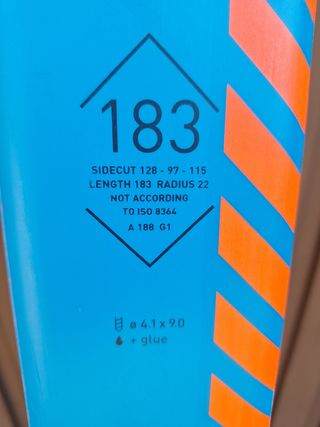 183
SIDECUT 128 - 97 - 115
LENGTH 183 RADIUS 22
NOT ACCORDING
TO ISO 8364
A 188 G1
ø 4.1 x 9.0
+ glue